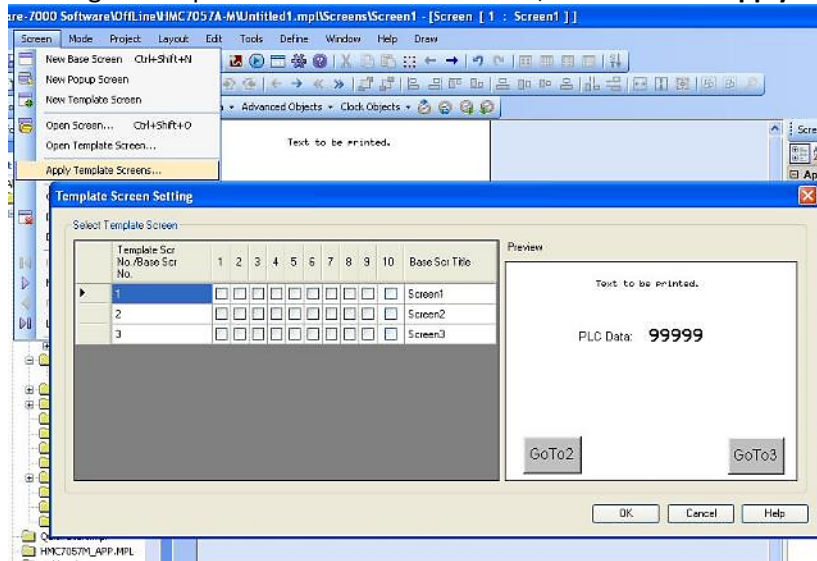 are-7000 Software\OffLine\HMC7057A-M\Untitled1.mpl\Screens\Screen1 - [Screen [ 1 : Screen1 ] ]
Screen Mode Project Layout Edit Tools Define Window Help Draw
New Base Screen Ctrl+Shift+N
New Popup Screen
New Template Screen
Advanced Objects Clock Objects
Open Screen... Ctrl+Shift+O
Open Template Screen...
Apply Template Screens...
Text to be printed.
Scre
Ap
Template Screen Setting
Select Template Screen
Template Scr No./Base Scr No. 1 2 3 4 5 6 7 8 9 10 Base Scr Title
1 Screen1
2 Screen2
3 Screen3
Preview
Text to be printed.
PLC Data: 99999
GoTo2 GoTo3
OK Cancel Help
HMC7057M_APP.MPL